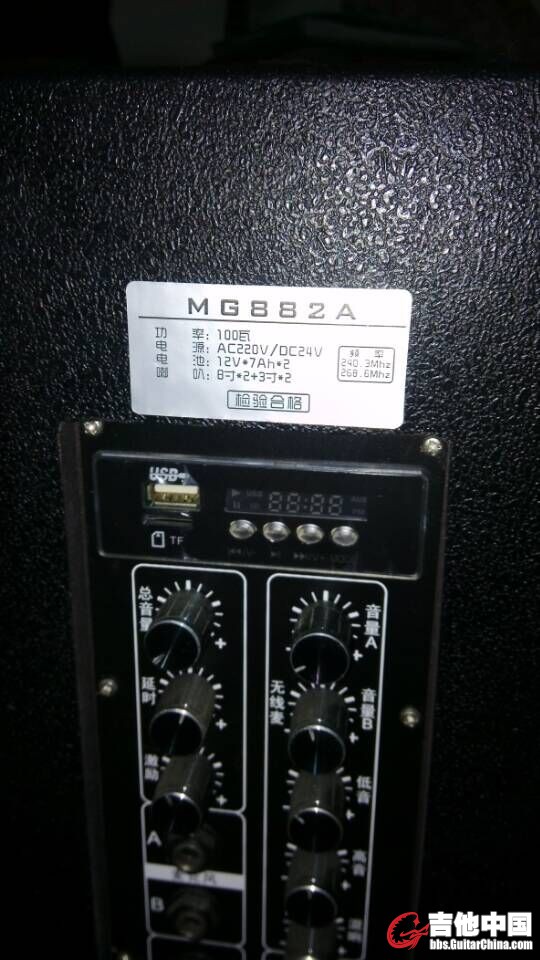 MG882A
功 率: 100瓦
电 源: AC220V/DC24V
电 池: 12V*7Ah*2
喇 叭: 8寸*2+3寸*2
频 率
240.3Mhz
268.6Mhz
检验合格
USB
TF
88:88
总音量
+
延时
+
激励
+
A
B
音量A
+
无线麦
音量B
+
低音
+
高音
+
吉他中国
bbs.GuitarChina.com